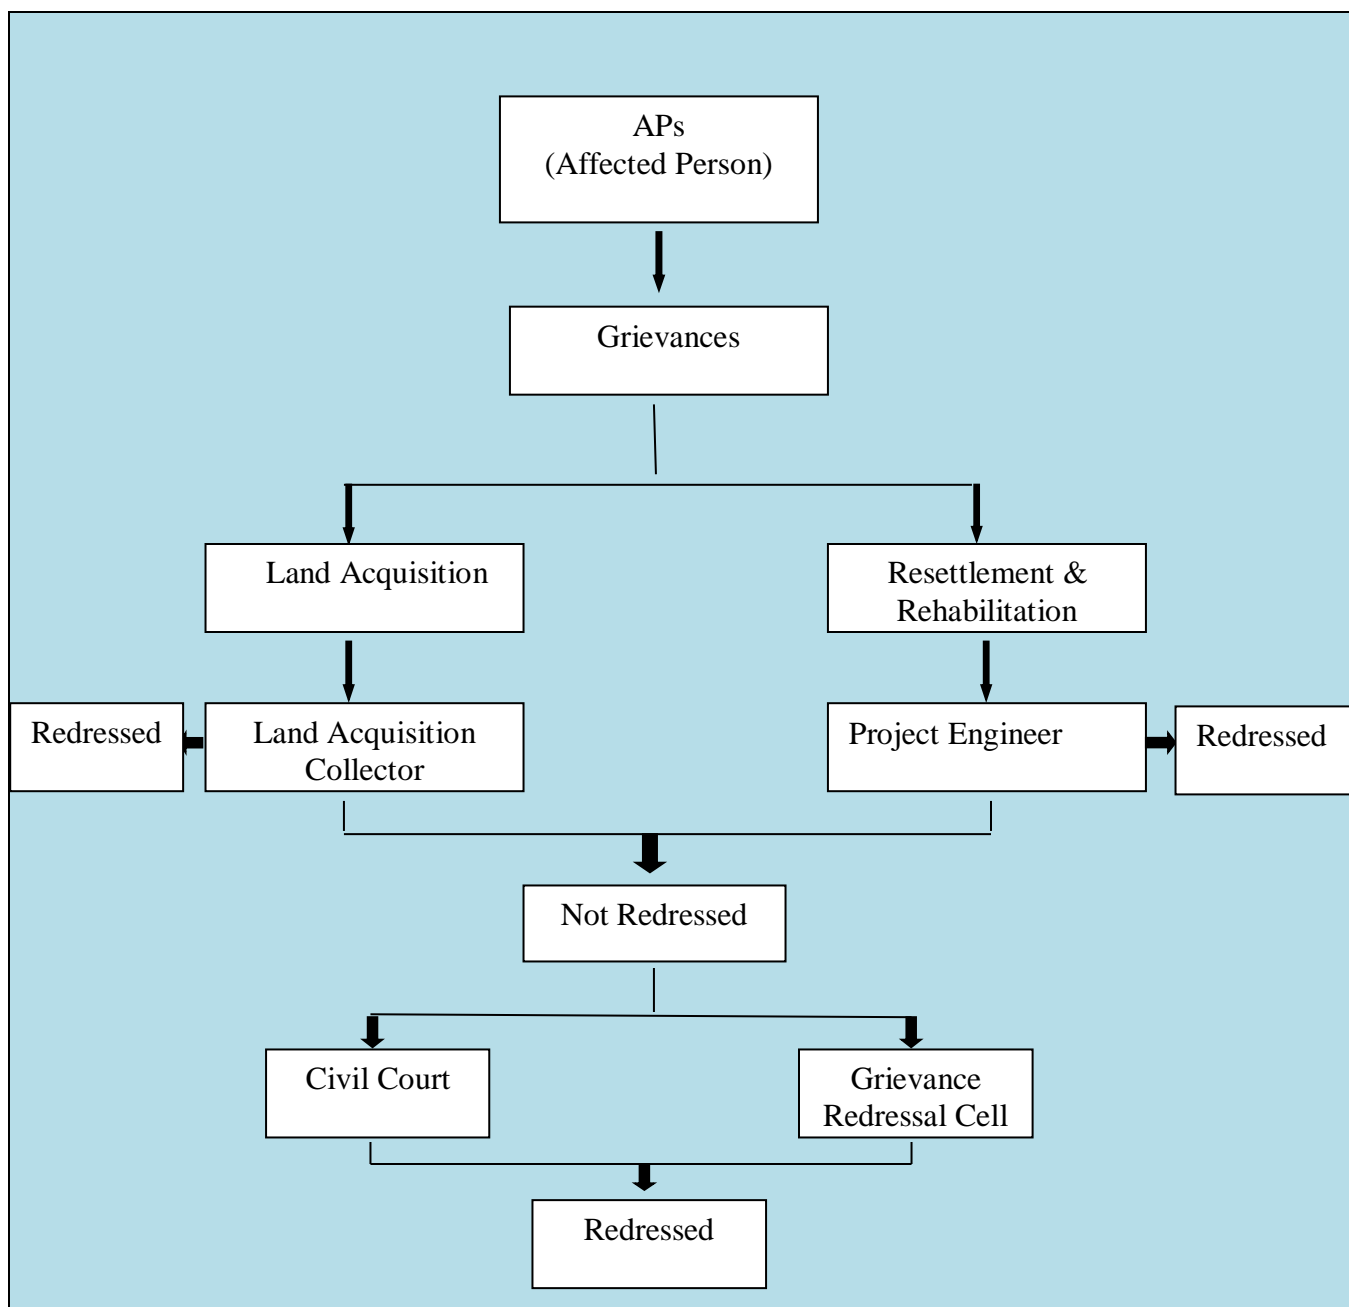 APs
(Affected Person)
Grievances
Land Acquisition
Resettlement &
Rehabilitation
Redressed
Land Acquisition
Collector
Project Engineer
Redressed
Not Redressed
Civil Court
Grievance
Redressal Cell
Redressed